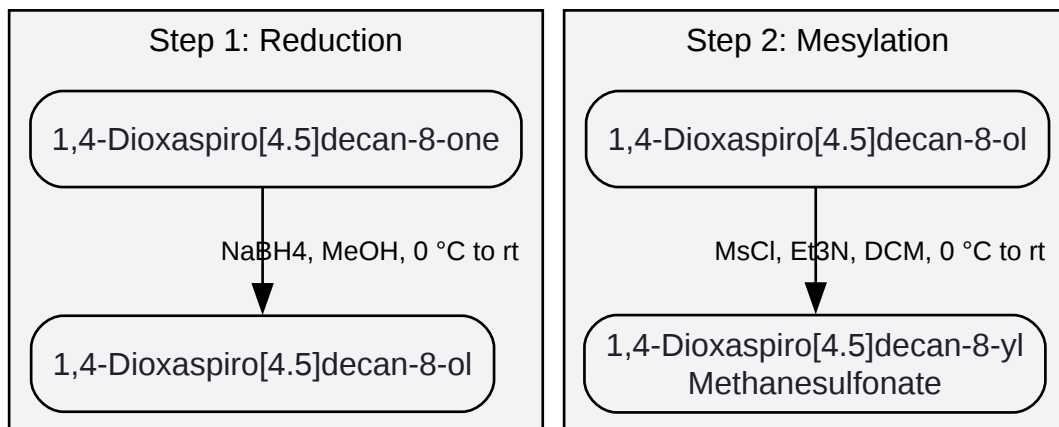 Step 1: Reduction
1,4-Dioxaspiro[4.5]decan-8-one
NaBH4, MeOH, 0 °C to rt
1,4-Dioxaspiro[4.5]decan-8-ol
Step 2: Mesylation
1,4-Dioxaspiro[4.5]decan-8-ol
MsCl, Et3N, DCM, 0 °C to rt
1,4-Dioxaspiro[4.5]decan-8-yl
Methanesulfonate